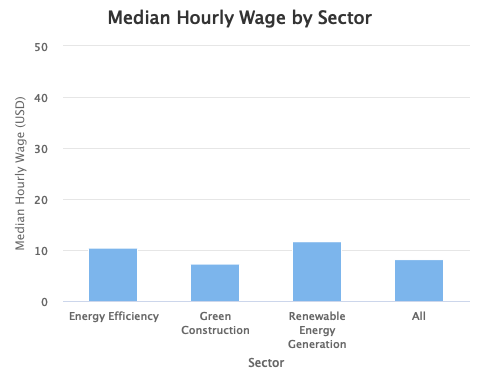 Median Hourly Wage by Sector
Median Hourly Wage (USD)
50
40
30
20
10
0
Energy Efficiency
Green
Construction
Renewable
Energy
Generation
All
Sector